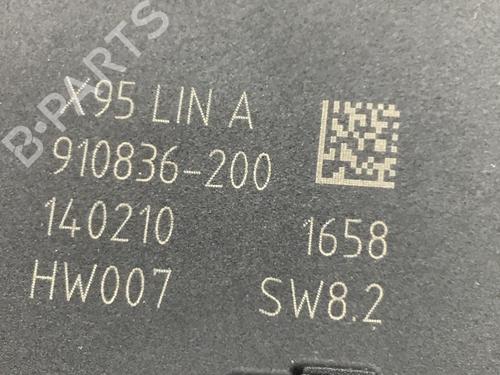 B-PARTS
X95 LIN A
910836-200
140210 1658
HW007 SW8.2